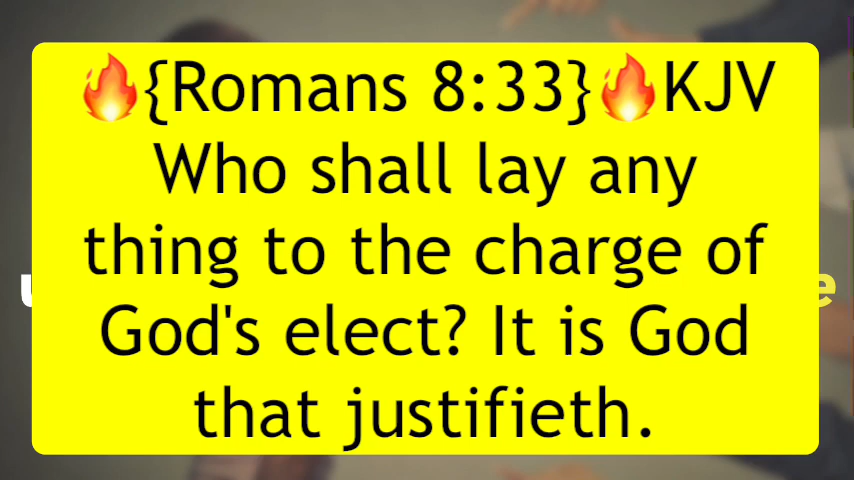 🔥{Romans 8:33}🔥KJV
Who shall lay any
thing to the charge of
God's elect? It is God
that justifieth.